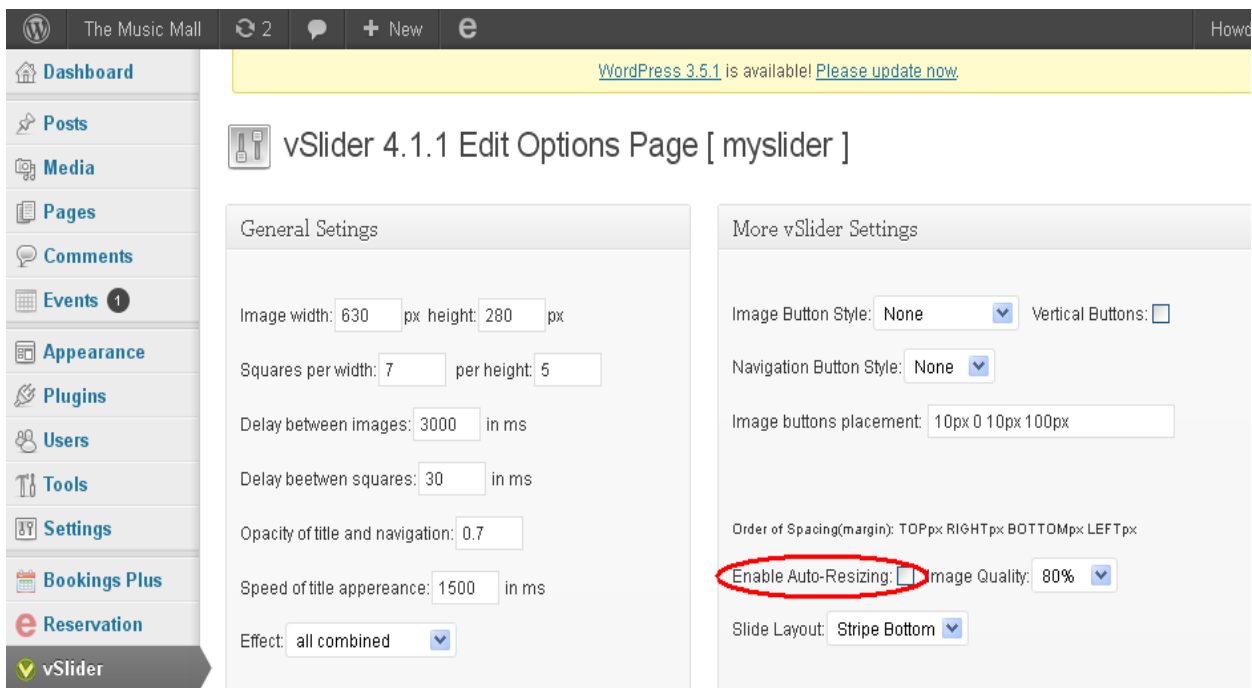 The Music Mall 2 + New e Howd
WordPress 3.5.1 is available! Please update now.
Dashboard
Posts
Media
Pages
Comments
Events 1
Appearance
Plugins
Users
Tools
Settings
Bookings Plus
Reservation
vSlider
vSlider 4.1.1 Edit Options Page [ myslider ]
General Setings
Image width: 630 px height: 280 px
Squares per width: 7 per height: 5
Delay between images: 3000 in ms
Delay beetwen squares: 30 in ms
Opacity of title and navigation: 0.7
Speed of title appereance: 1500 in ms
Effect: all combined
More vSlider Settings
Image Button Style: None Vertical Buttons:
Navigation Button Style: None
Image buttons placement: 10px 0 10px 100px
Order of Spacing(margin): TOPpx RIGHTpx BOTTOMpx LEFTpx
Enable Auto-Resizing: Image Quality: 80%
Slide Layout: Stripe Bottom